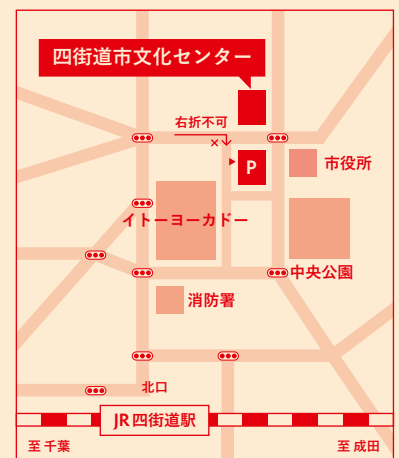 四街道市文化センター
右折不可
P
市役所
イトーヨーカドー
中央公園
消防署
北口
JR四街道駅
至 千葉
至 成田